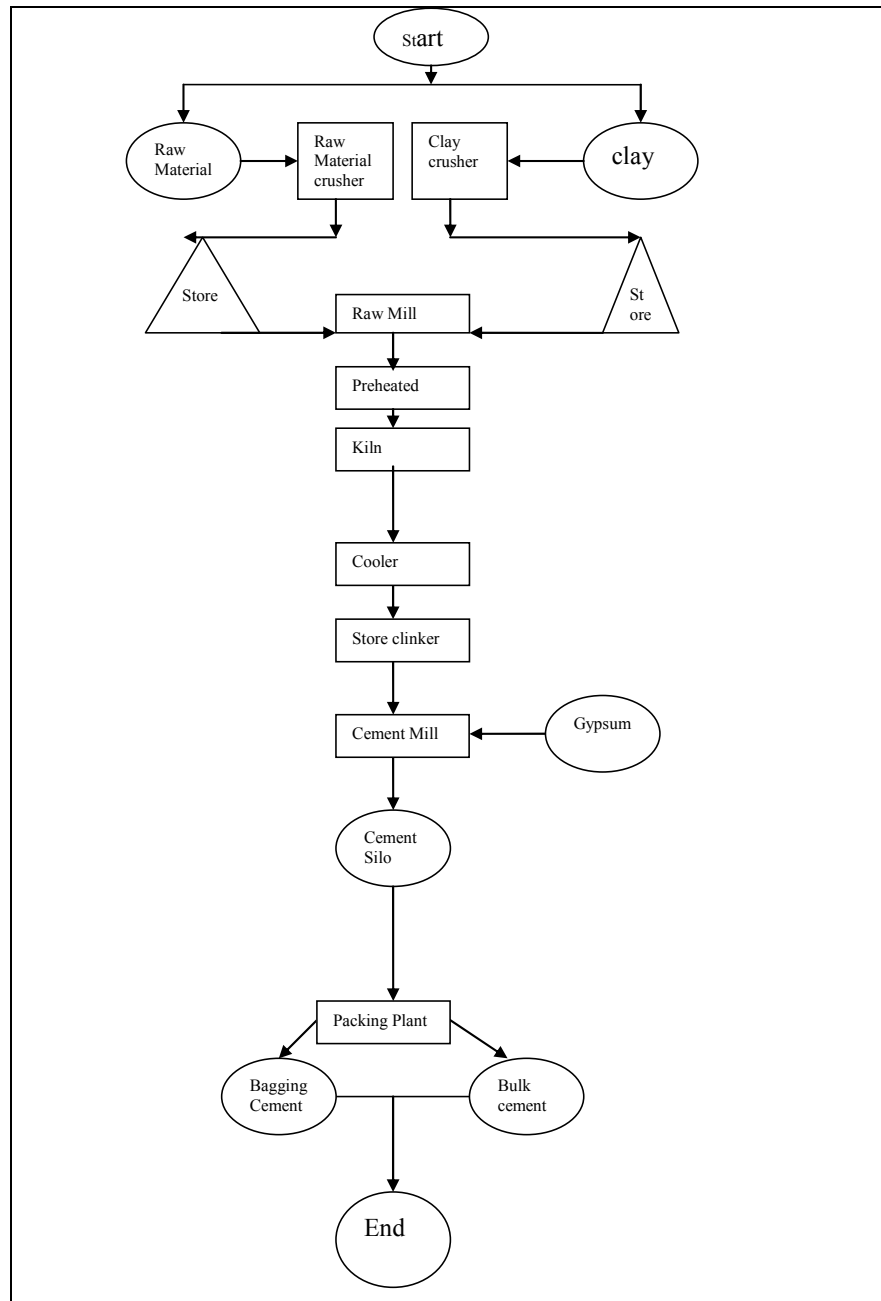 Start
Raw
Material
Raw
Material
crusher
Clay
crusher
clay
Store
St
ore
Raw Mill
Preheated
Kiln
Cooler
Store clinker
Cement Mill
Gypsum
Cement
Silo
Packing Plant
Bagging
Cement
Bulk
cement
End